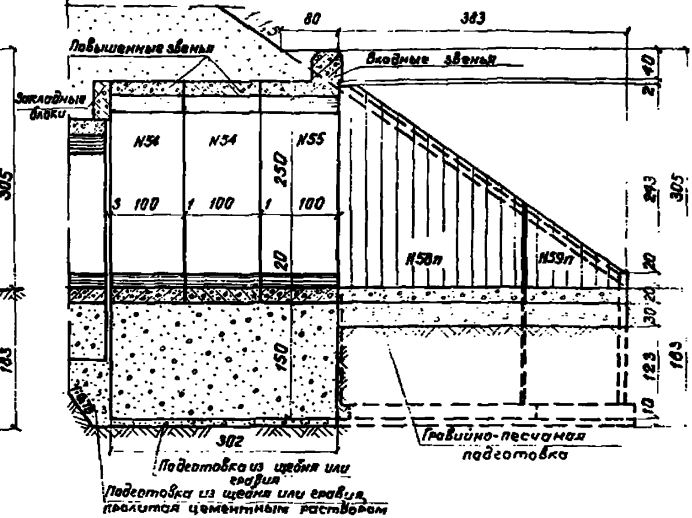 80
383
1:1,5
Повышенные звенья
Входные звенья
Закладные
блоки
40
2
N54
N54
N55
305
250
243
305
3 100
1 100
1 100
20
N58п
N59п
20
20
30
183
150
123
183
10
302
Гравийно-песчаная
подготовка
Подготовка из щебня или
гравия
Подготовка из щебня или гравия,
пролитая цементным раствором